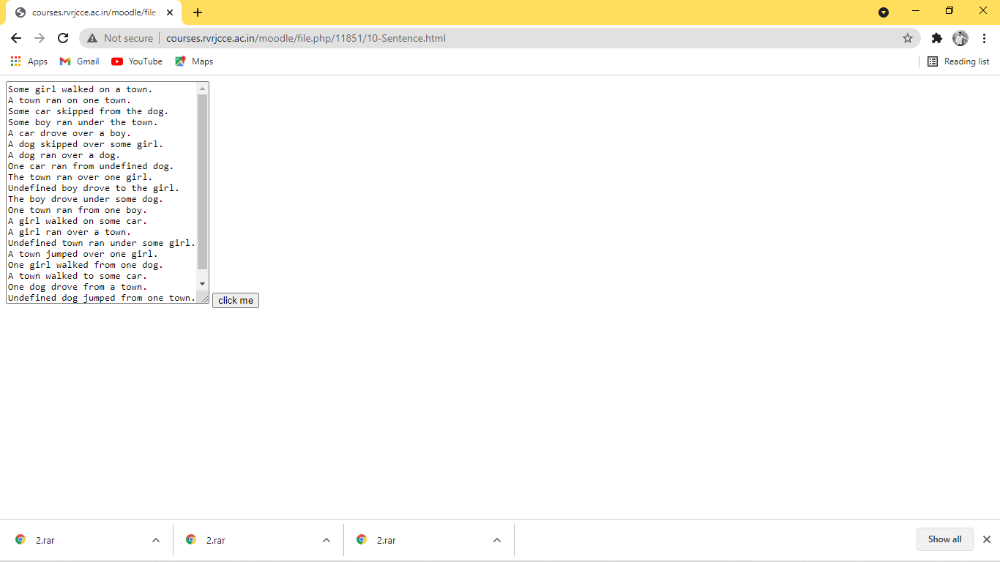 courses.rvrjcce.ac.in/moodle/file.p
Not secure courses.rvrjcce.ac.in/moodle/file.php/11851/10-Sentence.html
Apps Gmail YouTube Maps Reading list
Some girl walked on a town.
A town ran on one town.
Some car skipped from the dog.
Some boy ran under the town.
A car drove over a boy.
A dog skipped over some girl.
A dog ran over a dog.
One car ran from undefined dog.
The town ran over one girl.
Undefined boy drove to the girl.
The boy drove under some dog.
One town ran from one boy.
A girl walked on some car.
A girl ran over a town.
Undefined town ran under some girl.
A town jumped over one girl.
One girl walked from one dog.
A town walked to some car.
One dog drove from a town.
Undefined dog jumped from one town.
click me
2.rar 2.rar 2.rar Show all